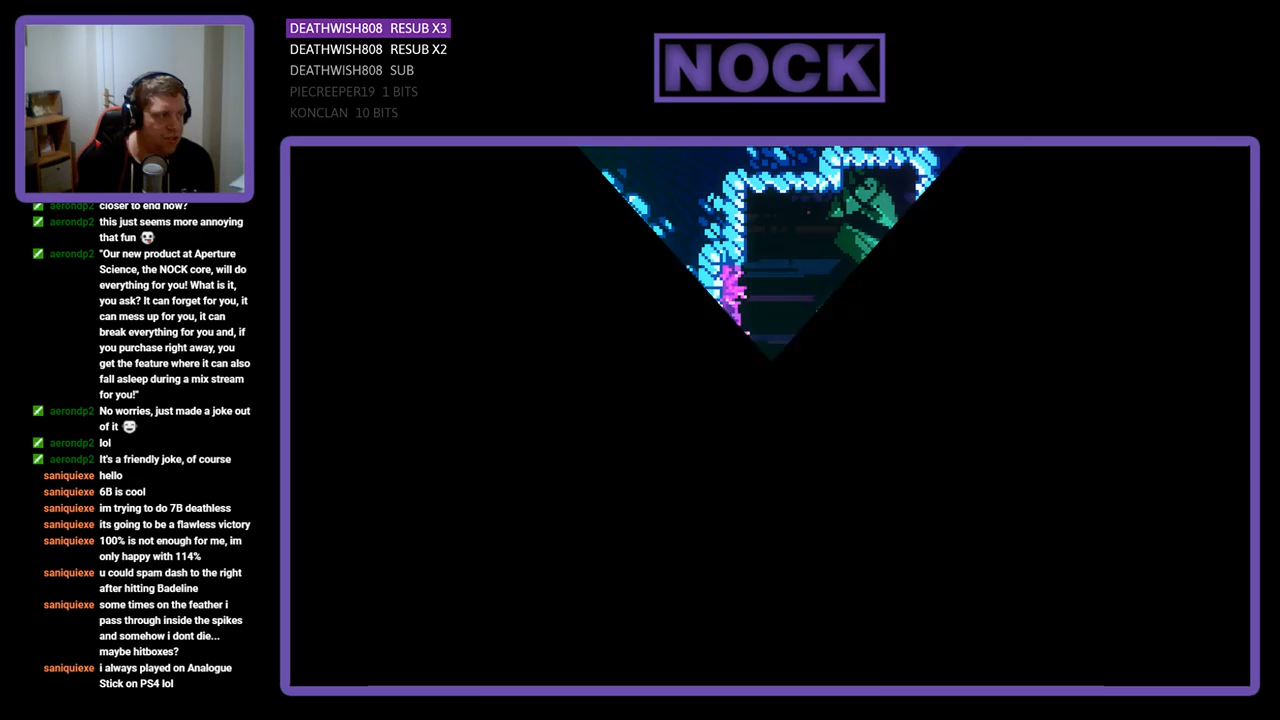 DEATHWISH808 RESUB X3
DEATHWISH808 RESUB X2
DEATHWISH808 SUB
PIECREEPER19 1 BITS
KONCLAN 10 BITS
NOCK
aerondp2 closer to end now?
aerondp2 this just seems more annoying
that fun
aerondp2 "Our new product at Aperture
Science, the NOCK core, will do
everything for you! What is it,
you ask? It can forget for you, it
can mess up for you, it can
break everything for you and, if
you purchase right away, you
get the feature where it can also
fall asleep during a mix stream
for you!"
aerondp2 No worries, just made a joke out
of it
aerondp2 lol
aerondp2 It's a friendly joke, of course
saniquiexe hello
saniquiexe 6B is cool
saniquiexe im trying to do 7B deathless
saniquiexe its going to be a flawless victory
saniquiexe 100% is not enough for me, im
only happy with 114%
saniquiexe u could spam dash to the right
after hitting Badeline
saniquiexe some times on the feather i
pass through inside the spikes
and somehow i dont die...
maybe hitboxes?
saniquiexe i always played on Analogue
Stick on PS4 lol